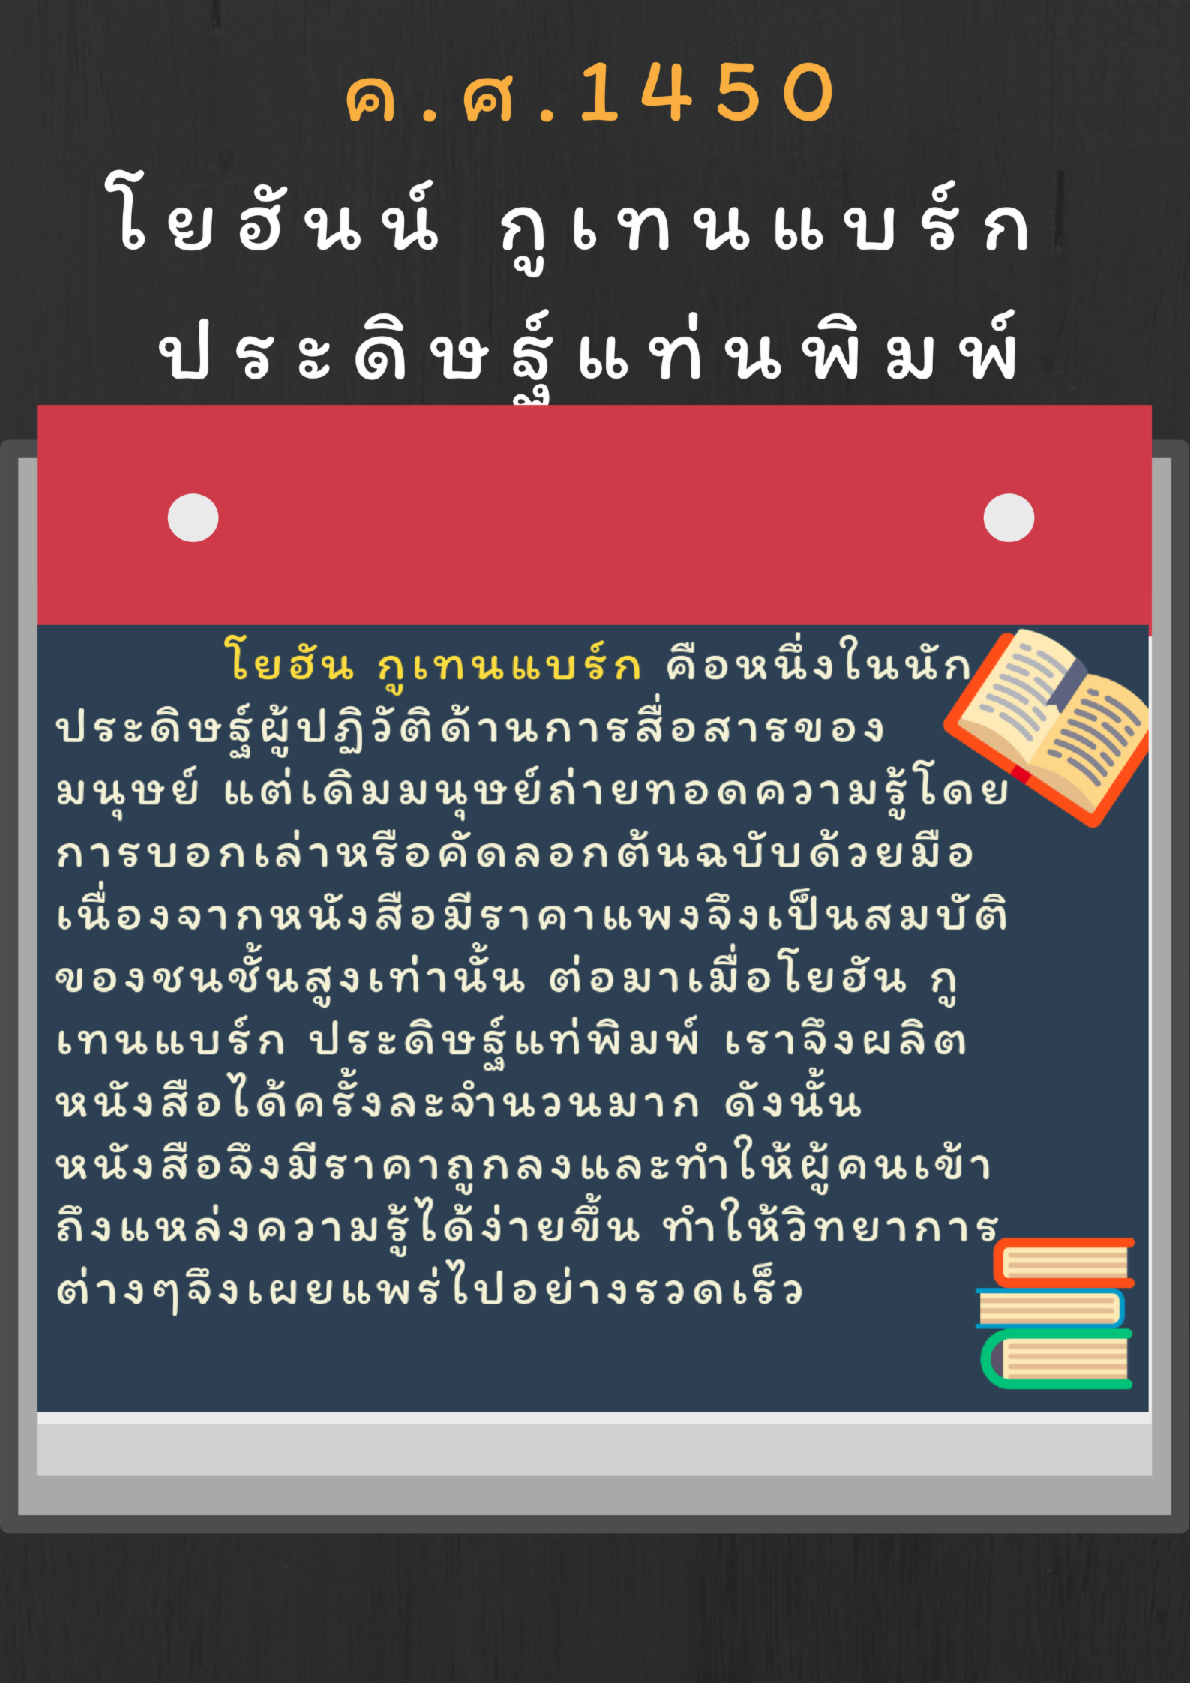 ค.ศ.1450
โยฮันน์ กูเทนแบร์ก
ประดิษฐ์แท่นพิมพ์
โยฮัน กูเทนแบร์ก คือหนึ่งในนัก
ประดิษฐ์ผู้ปฏิวัติด้านการสื่อสารของ
มนุษย์ แต่เดิมมนุษย์ถ่ายทอดความรู้โดย
การบอกเล่าหรือคัดลอกต้นฉบับด้วยมือ
เนื่องจากหนังสือมีราคาแพงจึงเป็นสมบัติ
ของชนชั้นสูงเท่านั้น ต่อมาเมื่อโยฮัน กู
เทนแบร์ก ประดิษฐ์แท่พิมพ์ เราจึงผลิต
หนังสือได้ครั้งละจำนวนมาก ดังนั้น
หนังสือจึงมีราคาถูกลงและทำให้ผู้คนเข้า
ถึงแหล่งความรู้ได้ง่ายขึ้น ทำให้วิทยาการ
ต่างๆจึงเผยแพร่ไปอย่างรวดเร็ว